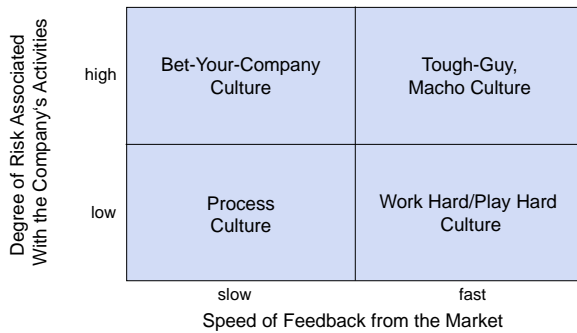 Degree of Risk Associated
With the Company's Activities
high
Bet-Your-Company
Culture
Tough-Guy,
Macho Culture
low
Process
Culture
Work Hard/Play Hard
Culture
slow
fast
Speed of Feedback from the Market